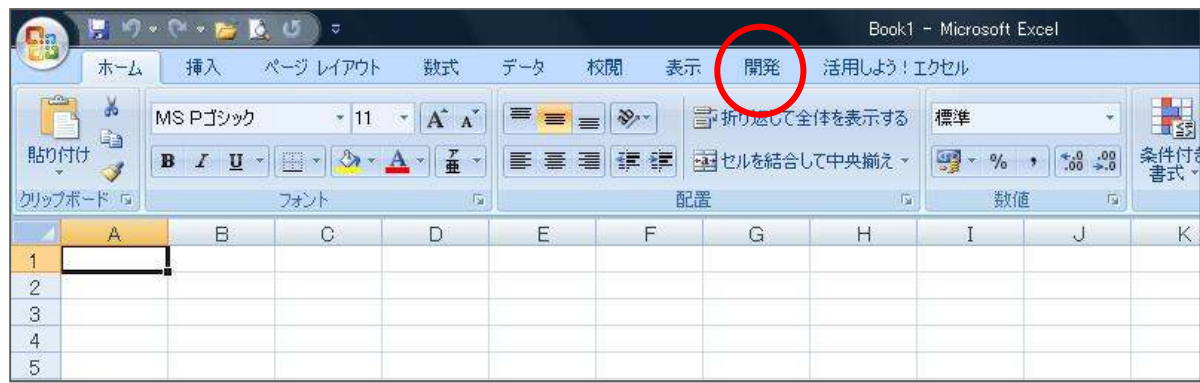 Book1 - Microsoft Excel
ホーム 挿入 ページ レイアウト 数式 データ 校閲 表示 開発 活用しよう！エクセル
MS Pゴシック 11 A A 折り返して全体を表示する 標準
貼り付け B I U A 亜 セルを結合して中央揃え % , .0 .00 .00 .0 条件付き
書式
クリップボード フォント 配置 数値
A B C D E F G H I J K
1
2
3
4
5